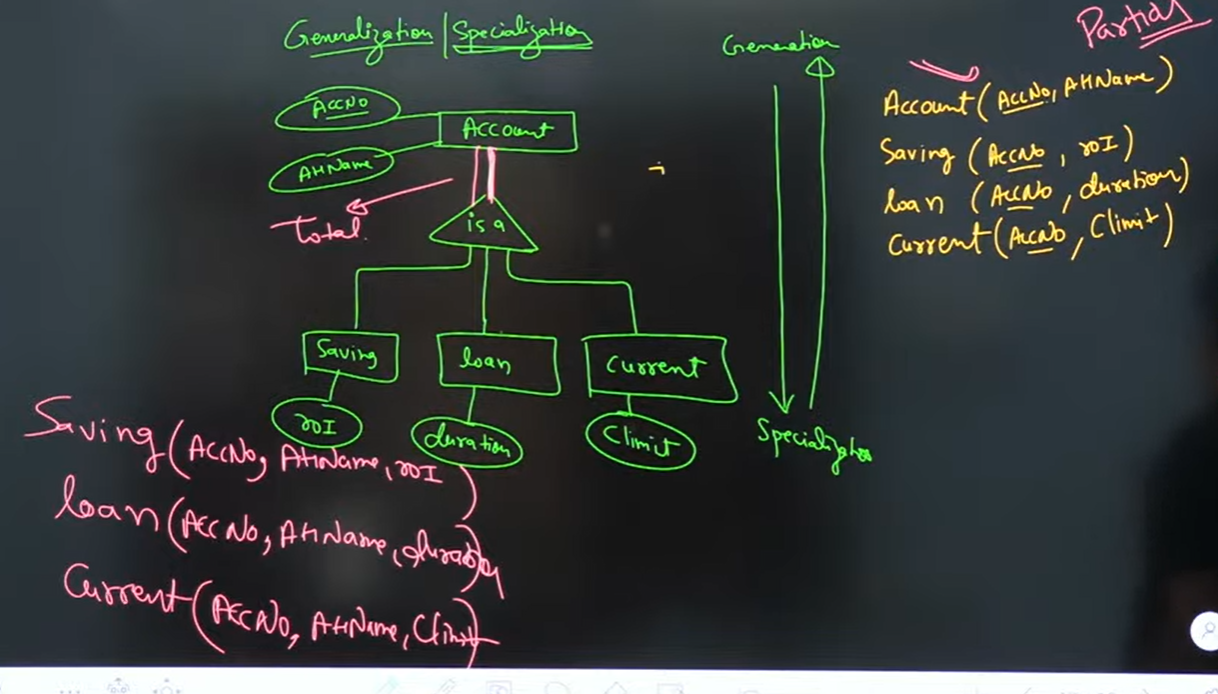 Generalization | Specialization
AccNo
AHName
Account
Total.
is a
Saving
loan
Current
roI
duration
Climit
Saving (AccNo, AHName, roI)
loan (AccNo, AHName, duration)
Current (AccNo, AHName, Climit)
Generation
Specialization
Account (AccNo, AHName)
Saving (AccNo, roI)
loan (AccNo, duration)
Current (AccNo, Climit)